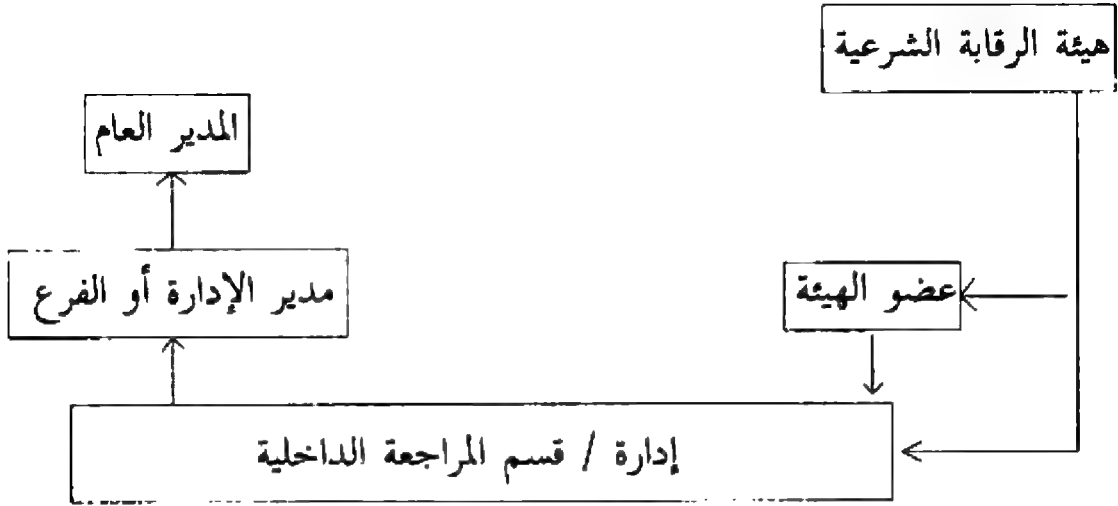 هيئة الرقابة الشرعية
المدير العام
عضو الهيئة
مدير الإدارة أو الفرع
إدارة / قسم المراجعة الداخلية